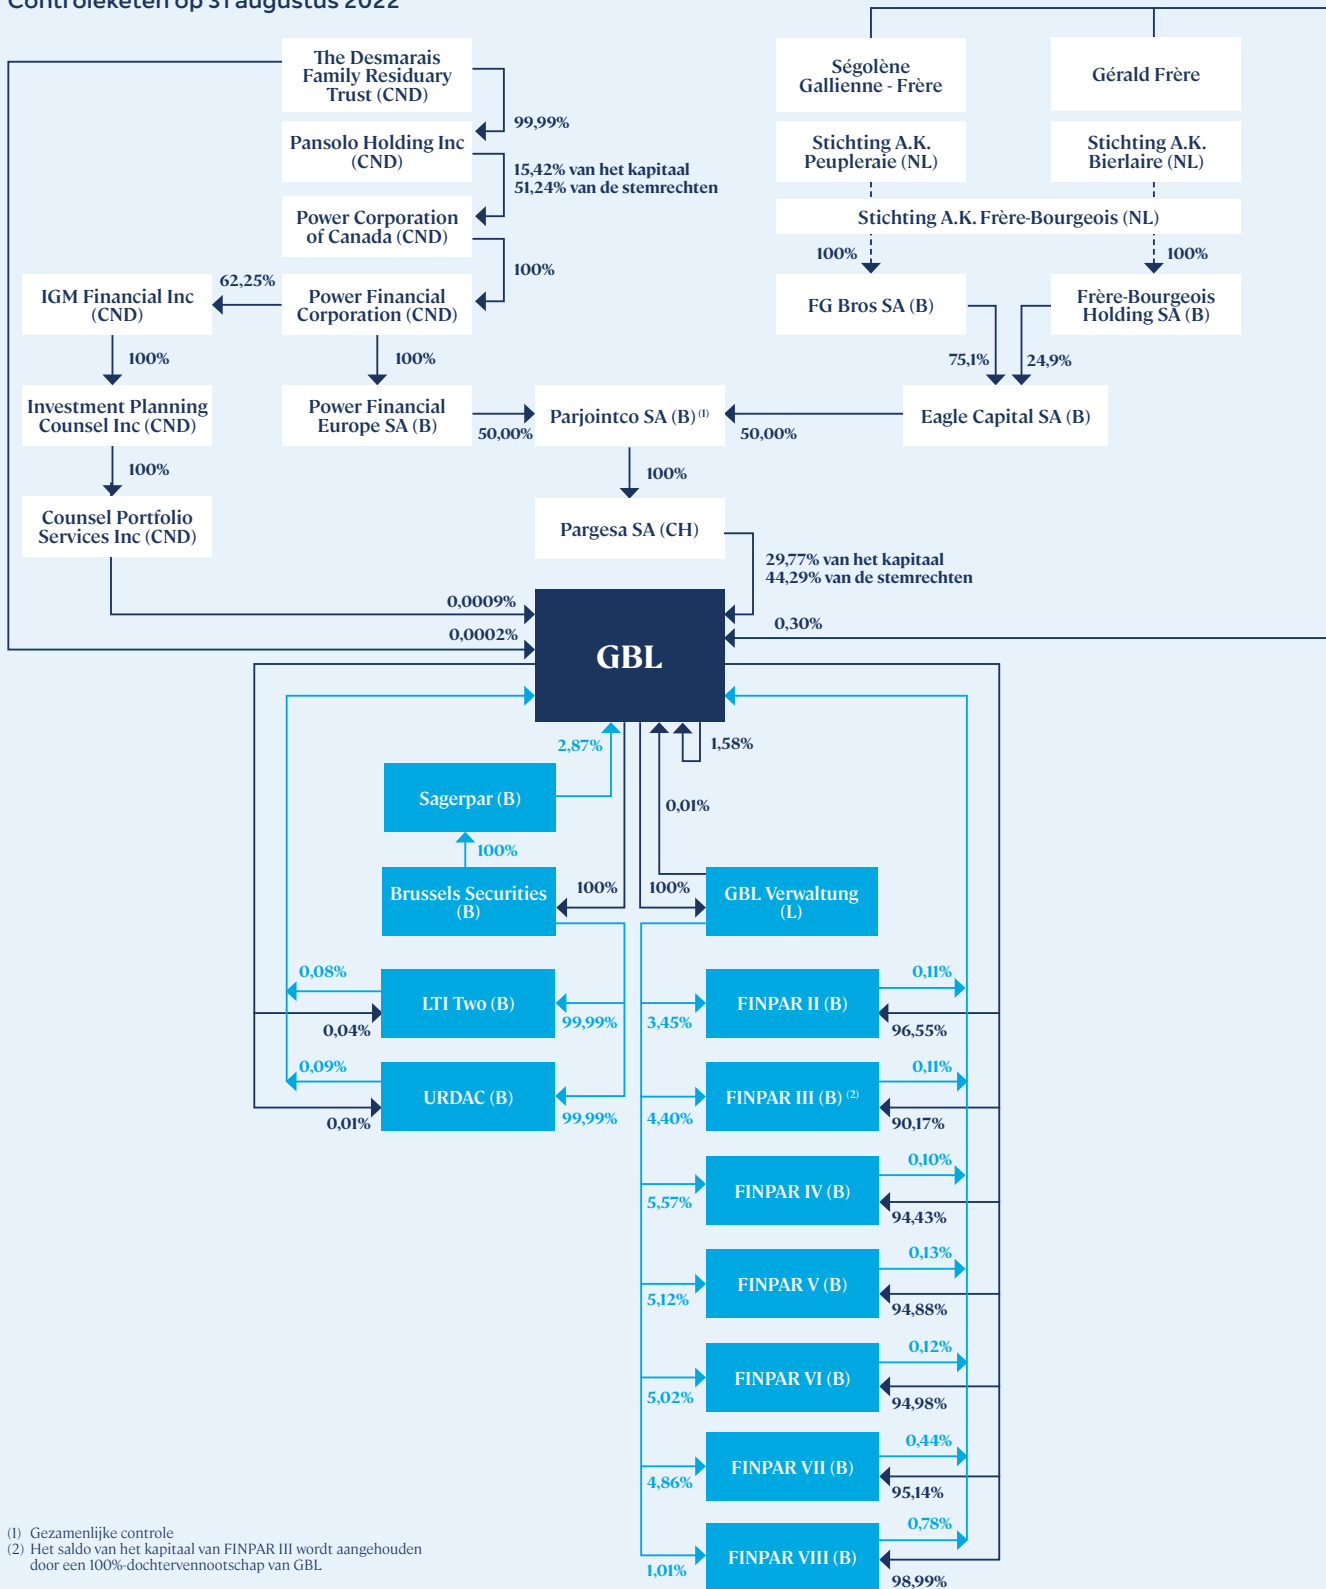 Controleketen op 31 augustus 2022
The Desmarais
Family Residuary
Trust (CND)
99,99%
Pansolo Holding Inc
(CND)
15,42% van het kapitaal
51,24% van de stemrechten
Power Corporation
of Canada (CND)
100%
IGM Financial Inc
(CND)
62,25%
Power Financial
Corporation (CND)
100%
100%
Investment Planning
Counsel Inc (CND)
Power Financial
Europe SA (B)
50,00%
100%
Counsel Portfolio
Services Inc (CND)
Ségolène
Gallienne - Frère
Gérald Frère
Stichting A.K.
Peupleraie (NL)
Stichting A.K.
Bierlaire (NL)
Stichting A.K. Frère-Bourgeois (NL)
100%
100%
FG Bros SA (B)
Frère-Bourgeois
Holding SA (B)
75,1%
24,9%
Parjointco SA (B) (1)
50,00%
Eagle Capital SA (B)
100%
Pargesa SA (CH)
29,77% van het kapitaal
44,29% van de stemrechten
0,0009%
0,0002%
0,30%
GBL
2,87%
1,58%
Sagerpar (B)
0,01%
100%
Brussels Securities
(B)
100%
100%
GBL Verwaltung
(L)
0,08%
LTI Two (B)
0,04%
99,99%
0,09%
URDAC (B)
0,01%
99,99%
0,11%
FINPAR II (B)
3,45%
96,55%
0,11%
FINPAR III (B) (2)
4,40%
90,17%
0,10%
FINPAR IV (B)
5,57%
94,43%
0,13%
FINPAR V (B)
5,12%
94,88%
0,12%
FINPAR VI (B)
5,02%
94,98%
0,44%
FINPAR VII (B)
4,86%
95,14%
0,78%
FINPAR VIII (B)
1,01%
98,99%
(1) Gezamenlijke controle
(2) Het saldo van het kapitaal van FINPAR III wordt aangehouden
door een 100%-dochtervennootschap van GBL